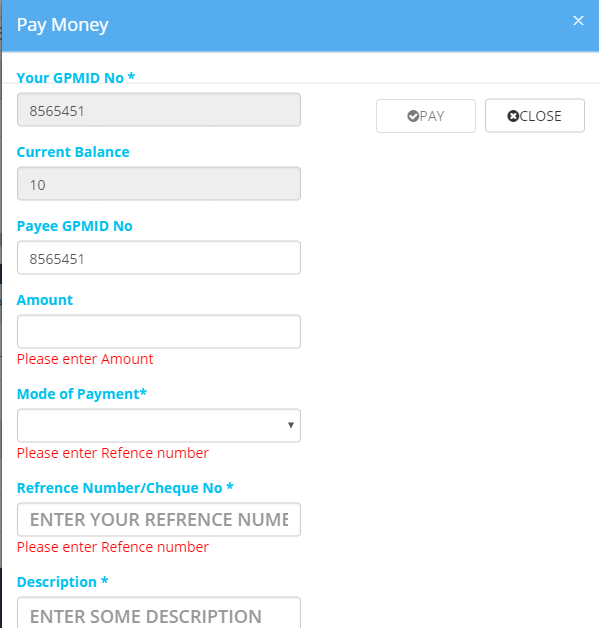 Pay Money
×
Your GPMID No *
8565451
PAY
CLOSE
Current Balance
10
Payee GPMID No
8565451
Amount
Please enter Amount
Mode of Payment*
Please enter Refence number
Refrence Number/Cheque No *
ENTER YOUR REFRENCE NUME
Please enter Refence number
Description *
ENTER SOME DESCRIPTION